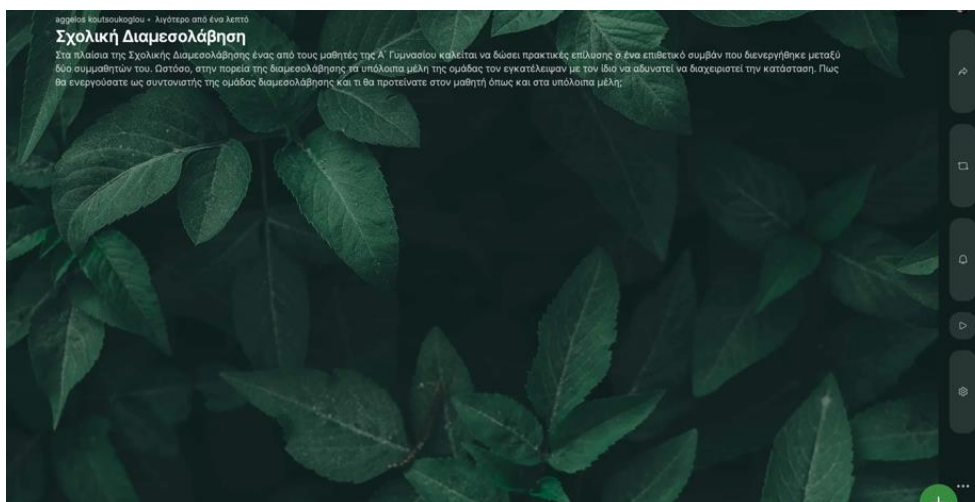 aggelos koutsoukoglou • λιγότερο από ένα λεπτό
Σχολική Διαμεσολάβηση
Στα πλαίσια της Σχολικής Διαμεσολάβησης ένας από τους μαθητές της Α΄ Γυμνασίου καλείται να δώσει πρακτικές επίλυσης σ ένα επιθετικό συμβάν που διενεργήθηκε μεταξύ
δύο συμμαθητών του. Ωστόσο, στην πορεία της διαμεσολάβησης τα υπόλοιπα μέλη της ομάδας τον εγκατέλειψαν με τον ίδιο να αδυνατεί να διαχειριστεί την κατάσταση. Πως
θα ενεργούσατε ως συντονιστής της ομάδας διαμεσολάβησης και τι θα προτείνατε στον μαθητή όπως και στα υπόλοιπα μέλη;